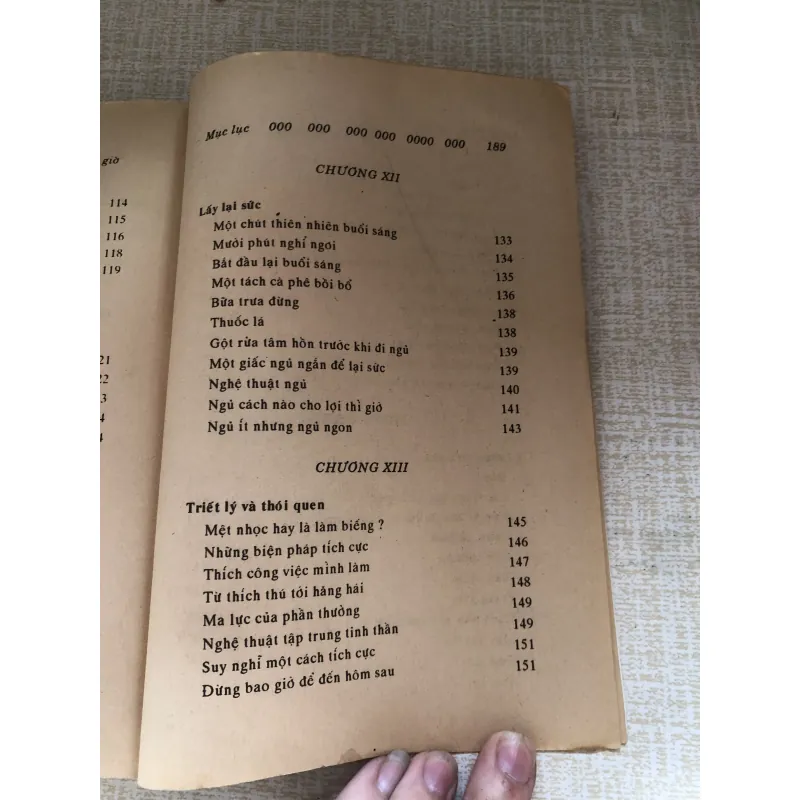 giờ
114
115
116
118
119
21
22
3
4
4
Mục lục 000 000 000 000 0000 000 189
CHƯƠNG XII
Lấy lại sức
Một chút thiên nhiên buổi sáng 133
Mười phút nghỉ ngơi 134
Bắt đầu lại buổi sáng 135
Một tách cà phê bồi bổ 136
Bữa trưa đừng 138
Thuốc lá 138
Gột rửa tâm hồn trước khi đi ngủ 139
Một giấc ngủ ngắn để lại sức 139
Nghệ thuật ngủ 140
Ngủ cách nào cho lợi thì giờ 141
Ngủ ít nhưng ngủ ngon 143
CHƯƠNG XIII
Triết lý và thói quen
Mệt nhọc hay là làm biếng ? 145
Những biện pháp tích cực 146
Thích công việc mình làm 147
Từ thích thú tới hăng hái 148
Ma lực của phần thưởng 149
Nghệ thuật tập trung tinh thần 149
Suy nghĩ một cách tích cực 151
Đừng bao giờ để đến hôm sau 151